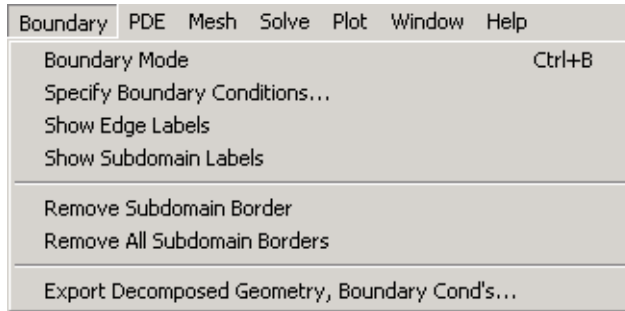 Boundary PDE Mesh Solve Plot Window Help
Boundary Mode Ctrl+B
Specify Boundary Conditions...
Show Edge Labels
Show Subdomain Labels
Remove Subdomain Border
Remove All Subdomain Borders
Export Decomposed Geometry, Boundary Cond's...